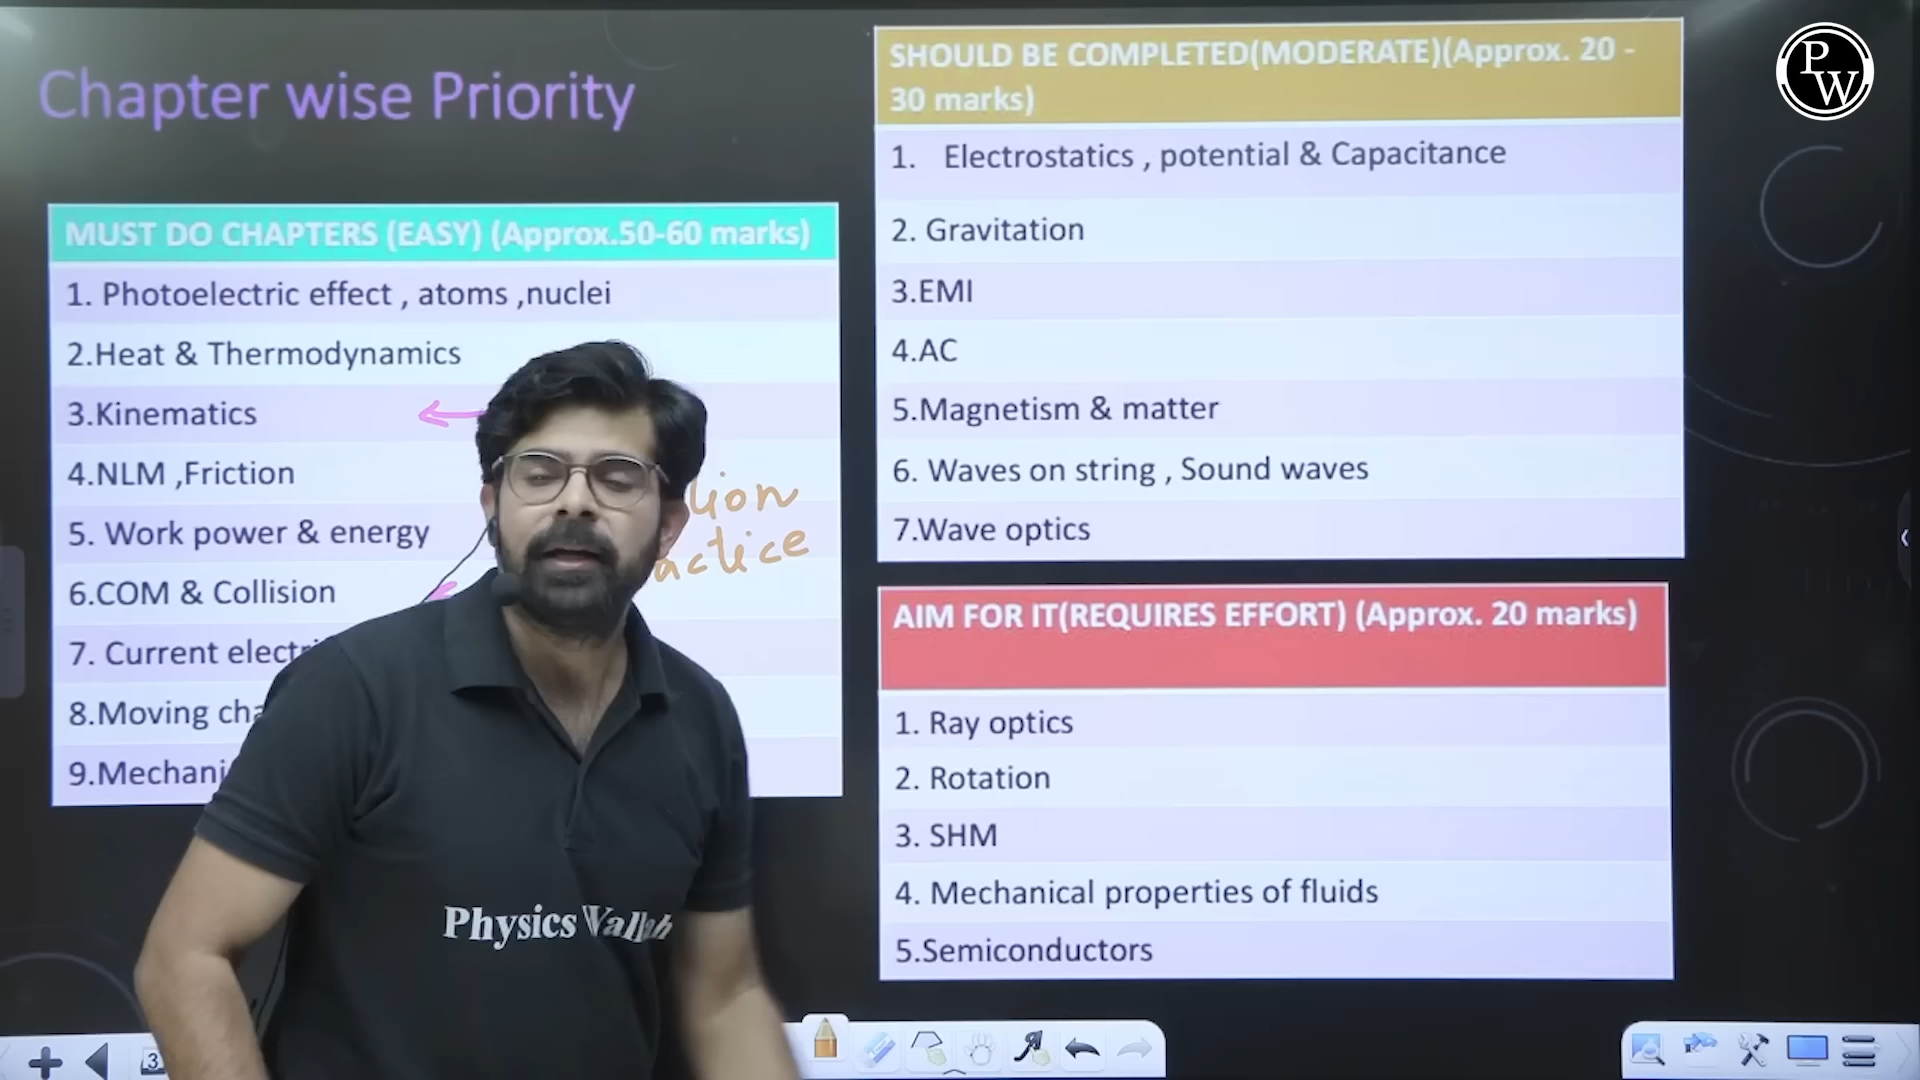 Chapter wise Priority
MUST DO CHAPTERS (EASY) (Approx.50-60 marks)
1. Photoelectric effect , atoms ,nuclei
2.Heat & Thermodynamics
3.Kinematics
4.NLM ,Friction
5. Work power & energy
6.COM & Collision
7. Current
8.Moving
9.
SHOULD BE COMPLETED(MODERATE)(Approx. 20 -
30 marks)
1. Electrostatics , potential & Capacitance
2. Gravitation
3.EMI
4.AC
5.Magnetism & matter
6. Waves on string , Sound waves
7.Wave optics
AIM FOR IT(REQUIRES EFFORT) (Approx. 20 marks)
1. Ray optics
2. Rotation
3. SHM
4. Mechanical properties of fluids
5.Semiconductors
PW
Physics Wallah
3